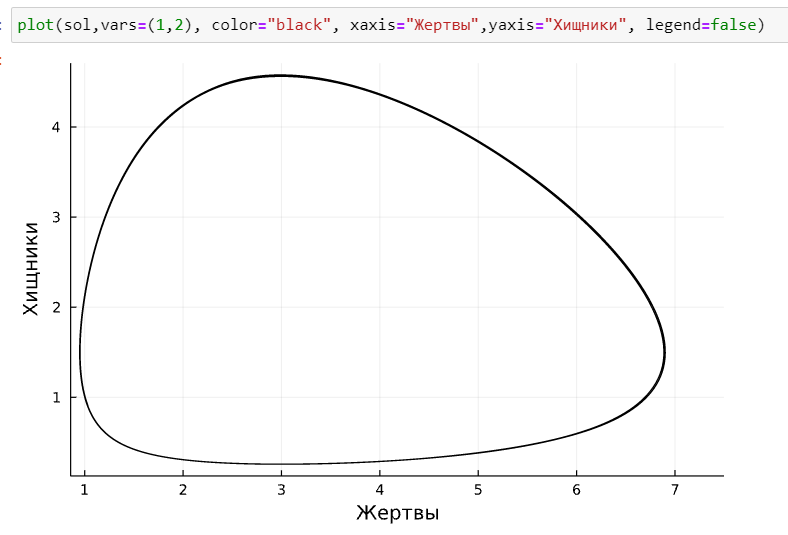 plot(sol,vars=(1,2), color="black", xaxis="Жертвы",yaxis="Хищники", legend=false)
4
3
2
1
Хищники
1 2 3 4 5 6 7
Жертвы